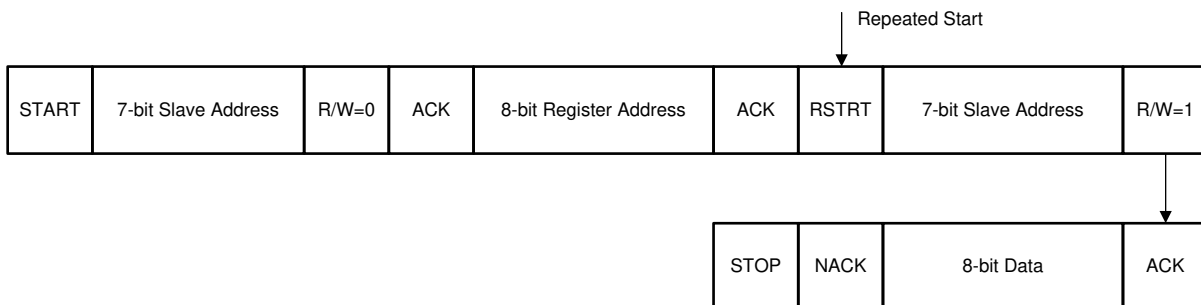 Repeated Start
START 7-bit Slave Address R/W=0 ACK 8-bit Register Address ACK RSTRT 7-bit Slave Address R/W=1
STOP NACK 8-bit Data ACK